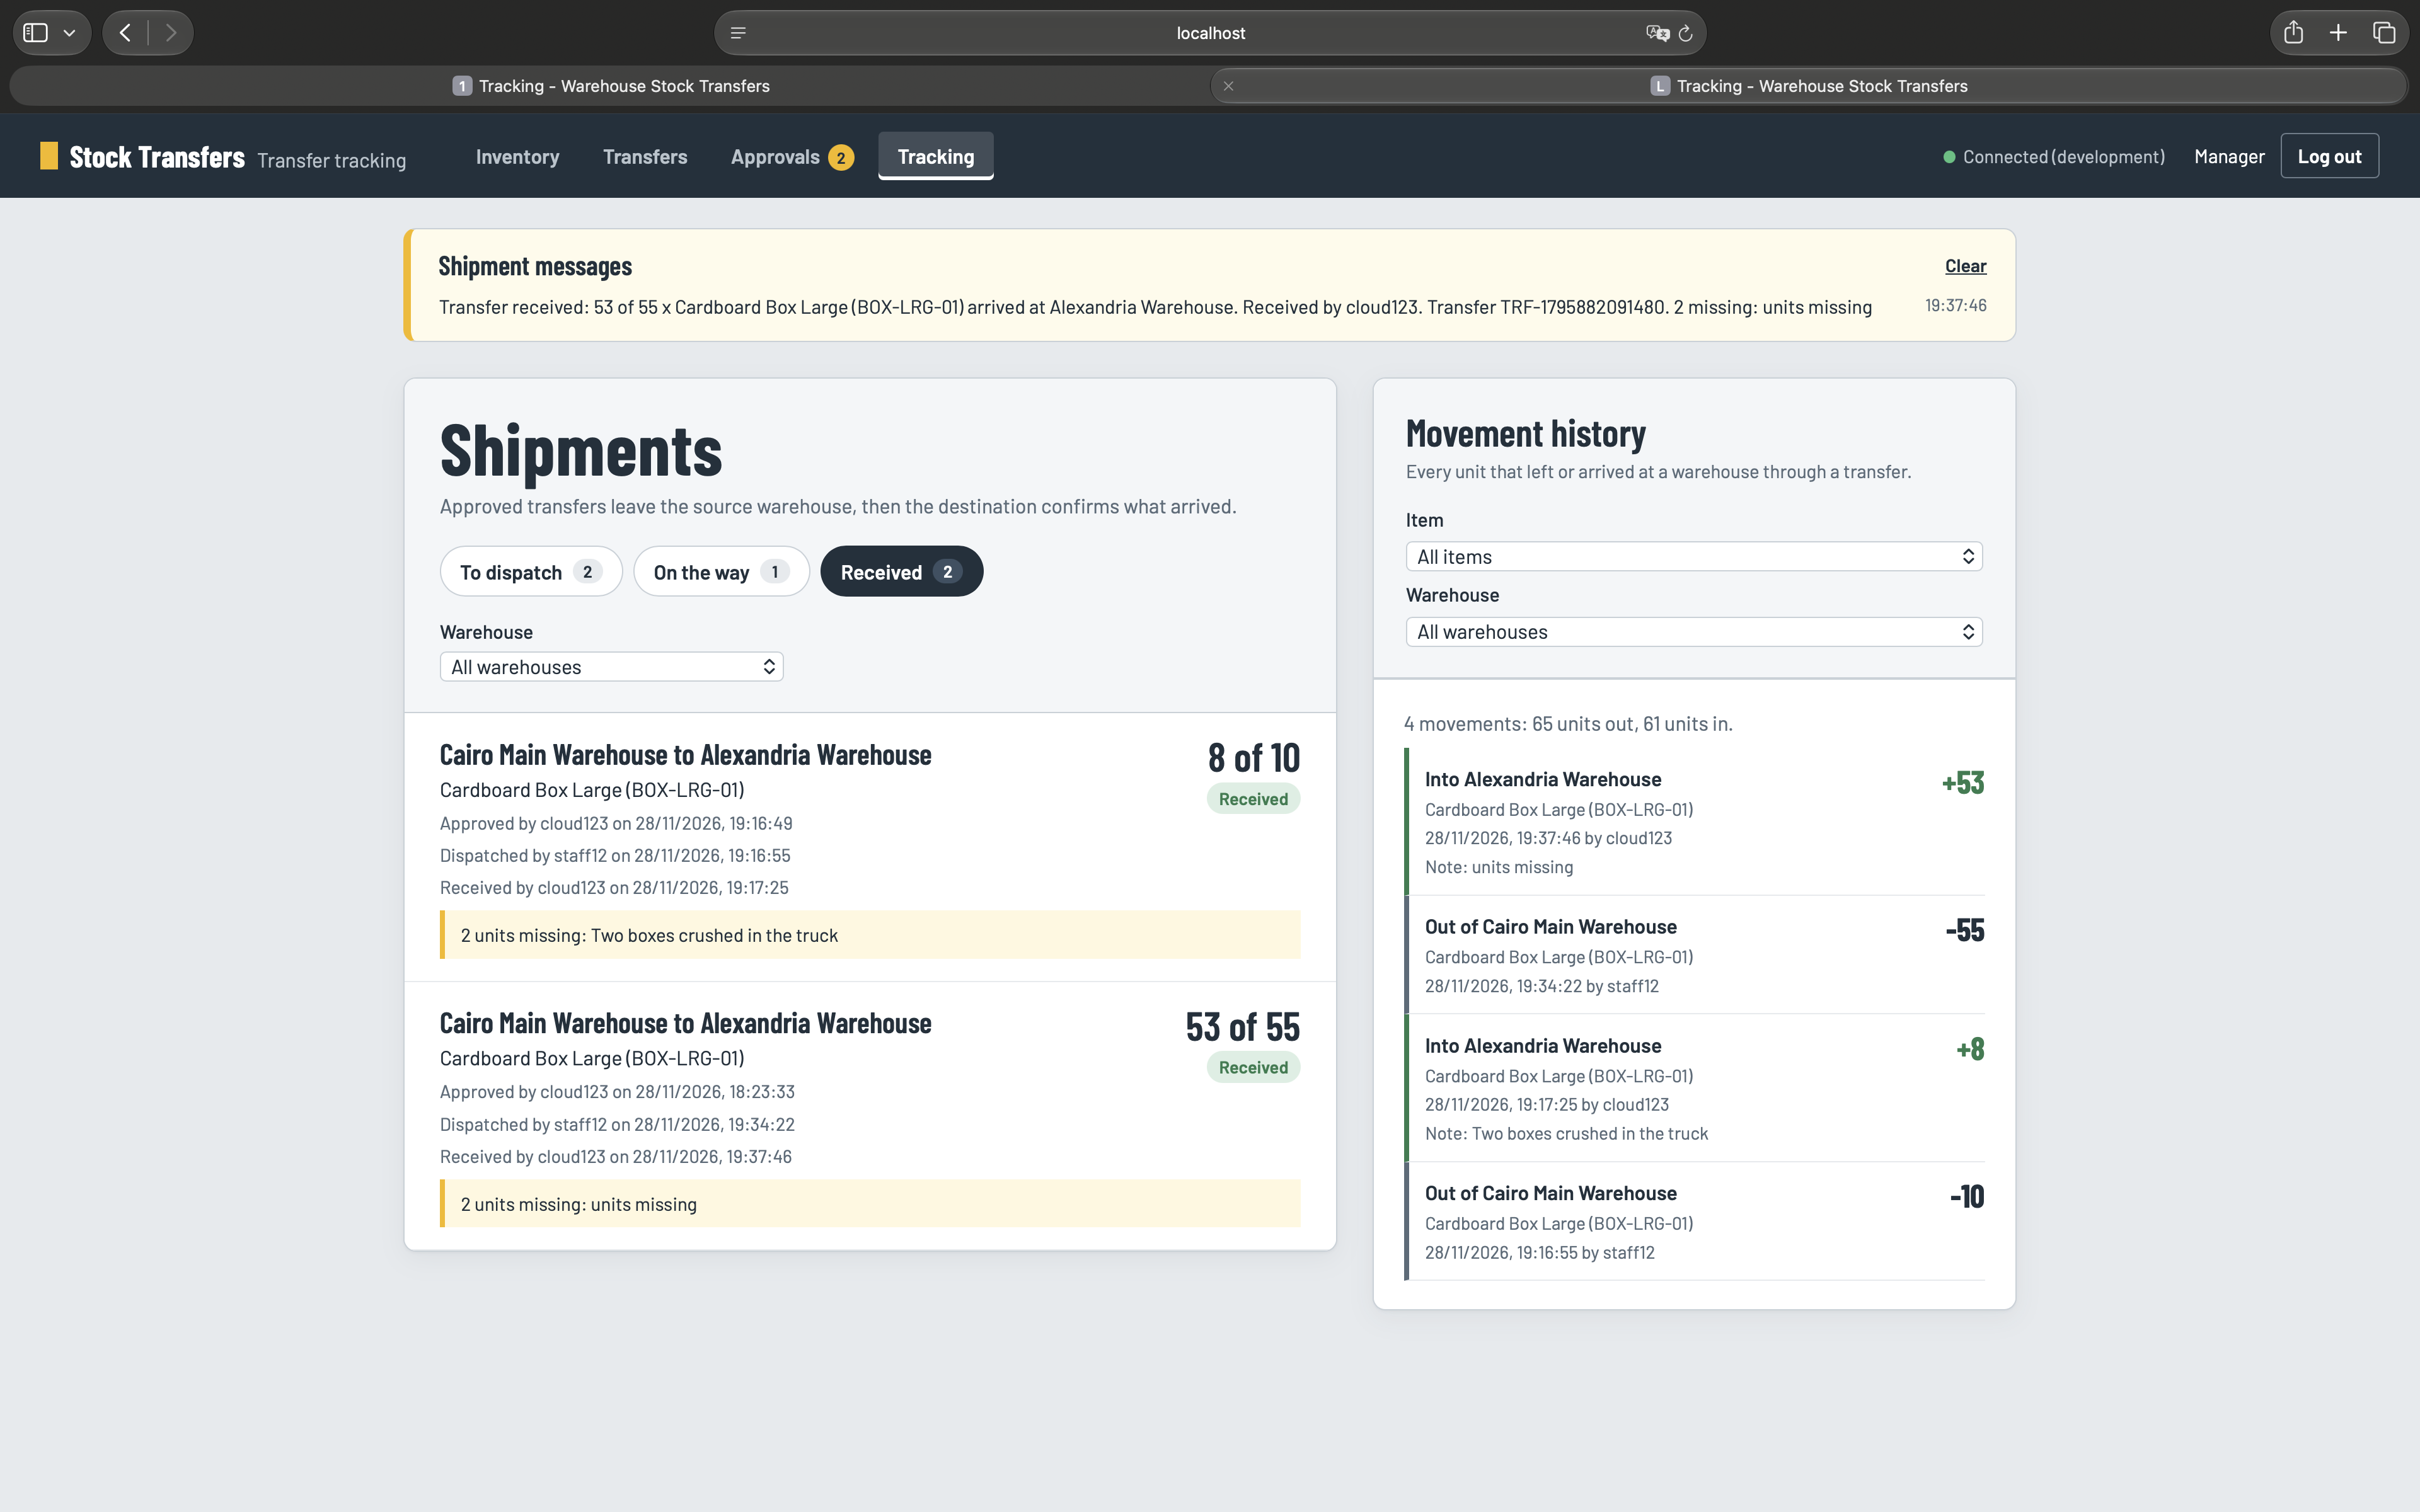 localhost
1 Tracking - Warehouse Stock Transfers
L Tracking - Warehouse Stock Transfers
Stock Transfers Transfer tracking Inventory Transfers Approvals 2 Tracking Connected (development) Manager Log out
Shipment messages Clear
Transfer received: 53 of 55 x Cardboard Box Large (BOX-LRG-01) arrived at Alexandria Warehouse. Received by cloud123. Transfer TRF-1795882091480. 2 missing: units missing 19:37:46
Shipments
Approved transfers leave the source warehouse, then the destination confirms what arrived.
To dispatch 2 On the way 1 Received 2
Warehouse
All warehouses
Cairo Main Warehouse to Alexandria Warehouse 8 of 10
Cardboard Box Large (BOX-LRG-01) Received
Approved by cloud123 on 28/11/2026, 19:16:49
Dispatched by staff12 on 28/11/2026, 19:16:55
Received by cloud123 on 28/11/2026, 19:17:25
2 units missing: Two boxes crushed in the truck
Cairo Main Warehouse to Alexandria Warehouse 53 of 55
Cardboard Box Large (BOX-LRG-01) Received
Approved by cloud123 on 28/11/2026, 18:23:33
Dispatched by staff12 on 28/11/2026, 19:34:22
Received by cloud123 on 28/11/2026, 19:37:46
2 units missing: units missing
Movement history
Every unit that left or arrived at a warehouse through a transfer.
Item
All items
Warehouse
All warehouses
4 movements: 65 units out, 61 units in.
Into Alexandria Warehouse +53
Cardboard Box Large (BOX-LRG-01)
28/11/2026, 19:37:46 by cloud123
Note: units missing
Out of Cairo Main Warehouse -55
Cardboard Box Large (BOX-LRG-01)
28/11/2026, 19:34:22 by staff12
Into Alexandria Warehouse +8
Cardboard Box Large (BOX-LRG-01)
28/11/2026, 19:17:25 by cloud123
Note: Two boxes crushed in the truck
Out of Cairo Main Warehouse -10
Cardboard Box Large (BOX-LRG-01)
28/11/2026, 19:16:55 by staff12